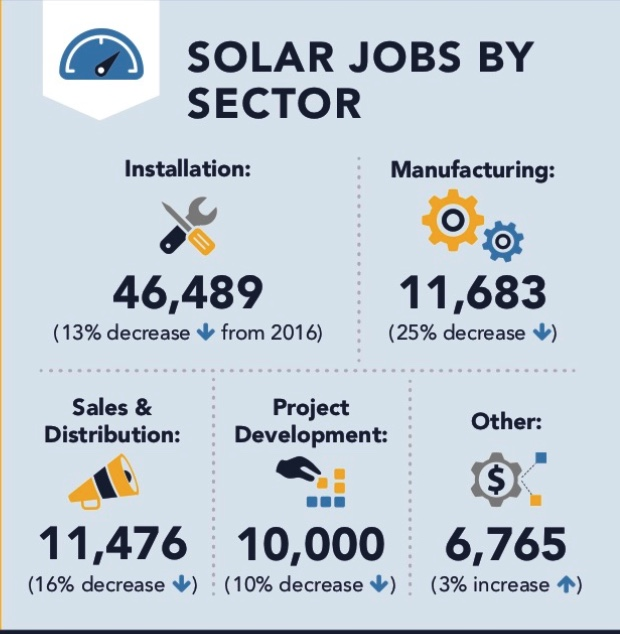 SOLAR JOBS BY
SECTOR
Installation:
46,489
(13% decrease ↓ from 2016)
Manufacturing:
11,683
(25% decrease ↓)
Sales &
Distribution:
11,476
(16% decrease ↓)
Project
Development:
10,000
(10% decrease ↓)
Other:
$
6,765
(3% increase ↑)